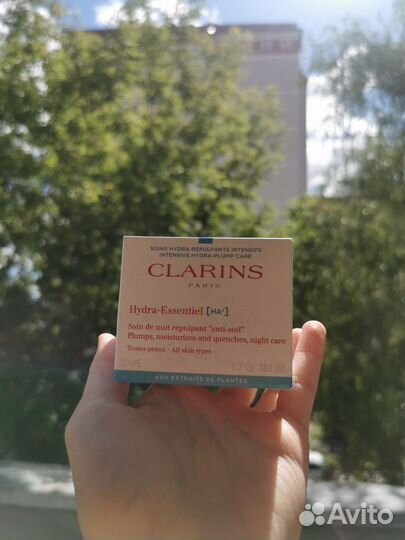 SOINS HYDRA-REPULPANTS INTENSIFS
INTENSIVE HYDRA-PLUMP CARE
CLARINS
PARIS
Hydra-Essentiel [HA²]
Soin de nuit repulpant "anti-soif"
Plumps, moisturizes and quenches, night care
Toutes peaux - All skin types
50 mL 1.7 Oz. Net Wt.
AUX EXTRAITS DE PLANTES
Avito